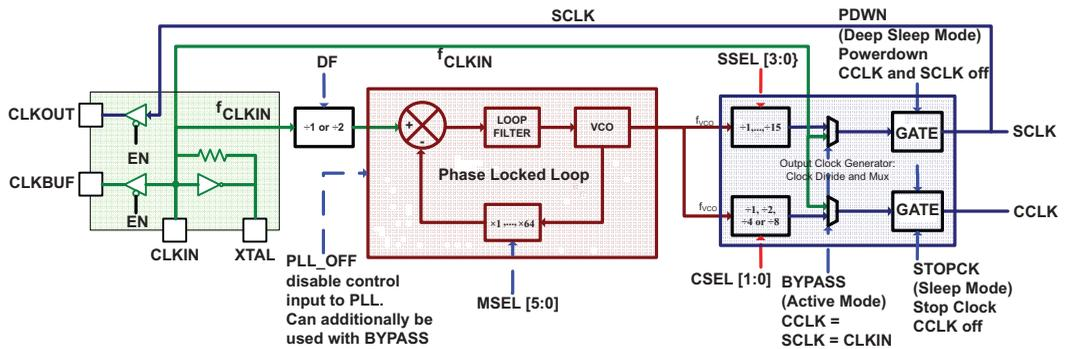 SCLK
fCLKIN
PDWN
(Deep Sleep Mode)
Powerdown
CCLK and SCLK off
DF
SSEL [3:0}
CLKOUT
fCLKIN
÷1 or ÷2
+
-
LOOP
FILTER
VCO
fVCO
÷1,...,÷15
GATE
SCLK
EN
Output Clock Generator:
Clock Divide and Mux
Phase Locked Loop
CLKBUF
EN
×1 ,..., ×64
fVCO
÷1, ÷2,
÷4 or ÷8
GATE
CCLK
CLKIN
XTAL
PLL_OFF
disable control
input to PLL.
Can additionally be
used with BYPASS
MSEL [5:0]
CSEL [1:0]
BYPASS
(Active Mode)
CCLK =
SCLK = CLKIN
STOPCK
(Sleep Mode)
Stop Clock
CCLK off